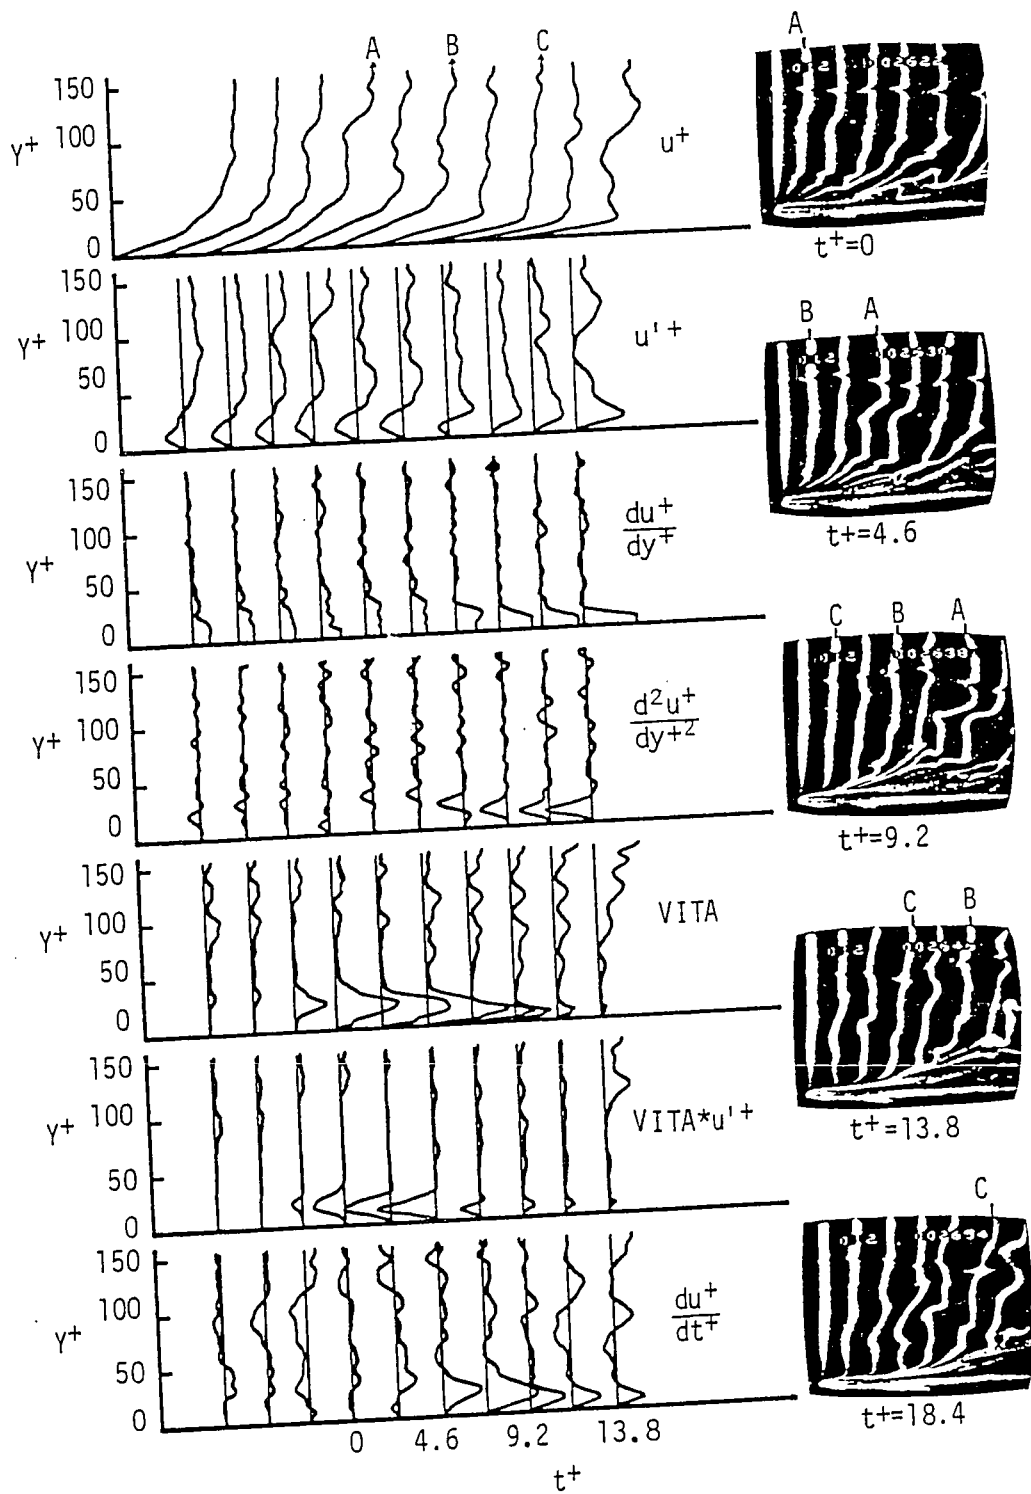 A B C
150
100
Y+
50
0
u+
150
100
Y+
50
0
u'+
150
100
Y+
50
0
du+
dy+
150
100
Y+
50
0
d²u+
dy+²
150
100
Y+
50
0
VITA
150
100
Y+
50
0
VITA*u'+
150
100
Y+
50
0
du+
dt+
0 4.6 9.2 13.8
t+
A
t+=0
B A
t+=4.6
C B A
t+=9.2
C B
t+=13.8
C
t+=18.4